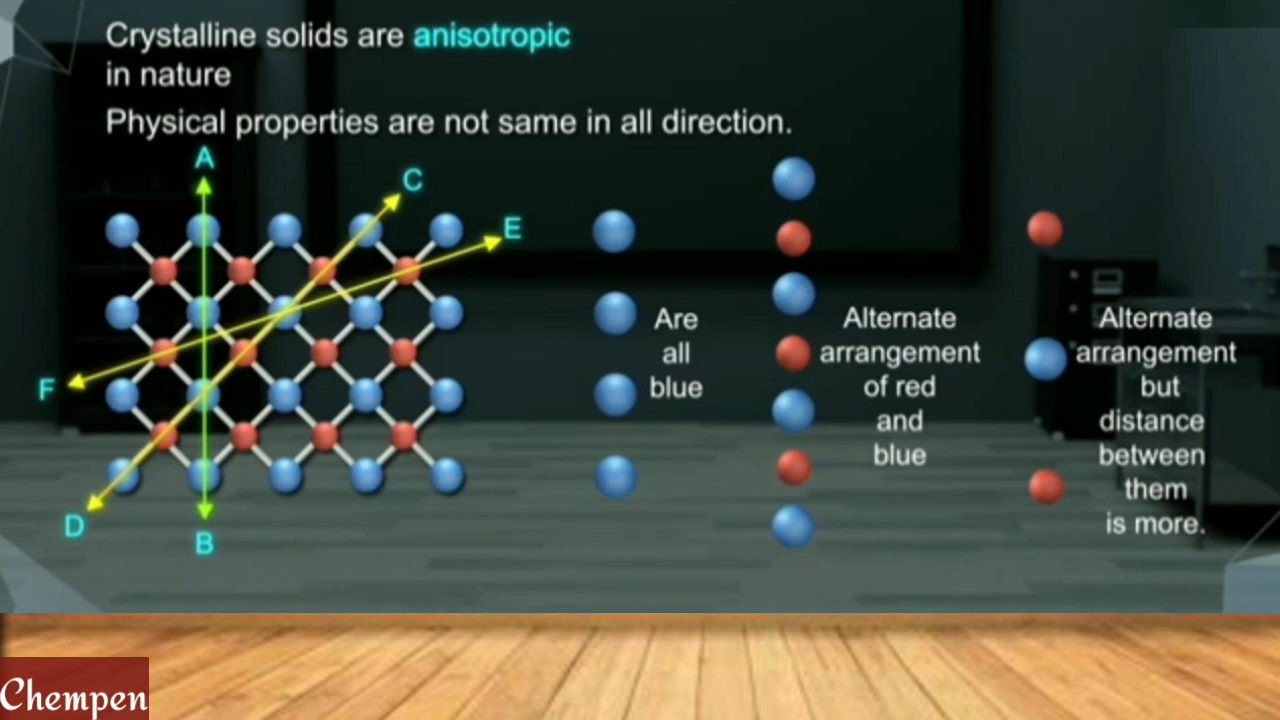 Crystalline solids are anisotropic
in nature
Physical properties are not same in all direction.
A
C
E
F
D
B
Are
all
blue
Alternate
arrangement
of red
and
blue
Alternate
arrangement
but
distance
between
them
is more.
Chempen